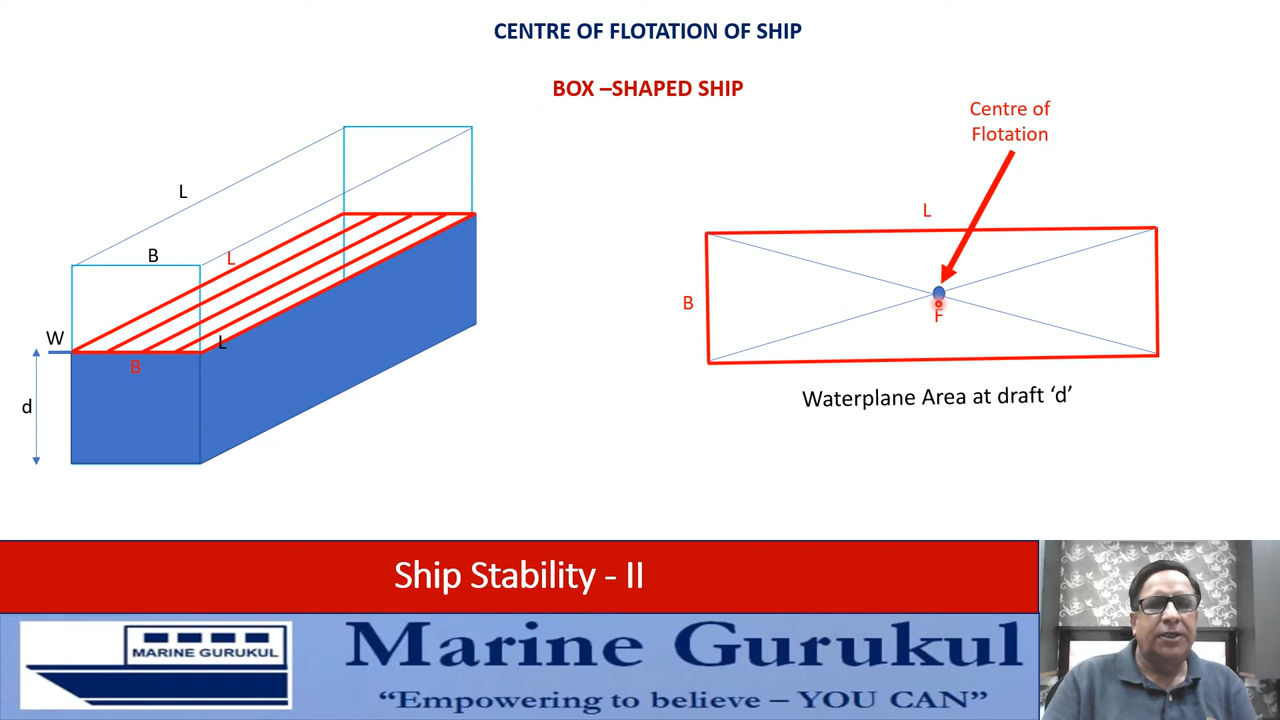 CENTRE OF FLOTATION OF SHIP
BOX –SHAPED SHIP
Centre of
Flotation
L
B
L
L
W
B
d
L
B
F
Waterplane Area at draft ‘d’
Ship Stability - II
MARINE GURUKUL
Marine Gurukul
“Empowering to believe – YOU CAN”